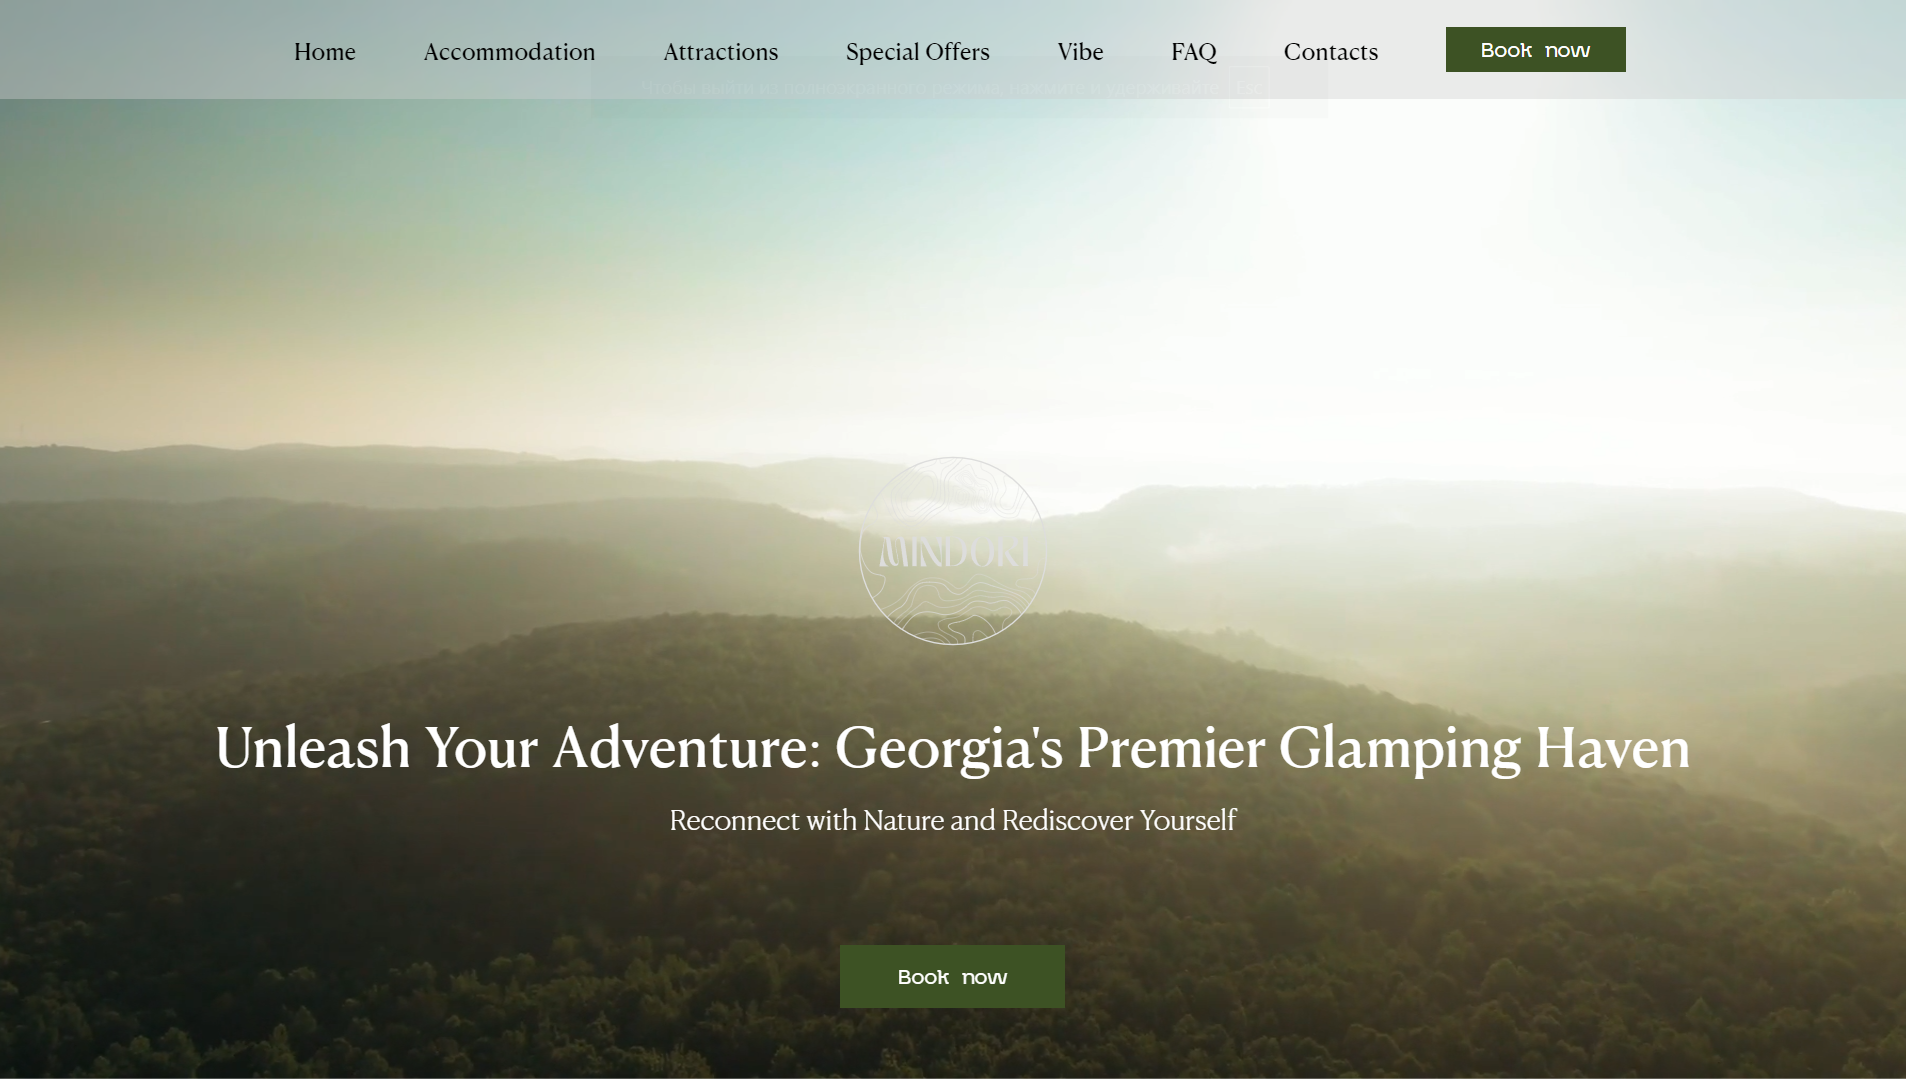 Home
Accommodation
Attractions
Special Offers
Vibe
FAQ
Contacts
Book now
Чтобы выйти из полноэкранного режима, нажмите и удерживайте Esc
MINDORI
Unleash Your Adventure: Georgia's Premier Glamping Haven
Reconnect with Nature and Rediscover Yourself
Book now